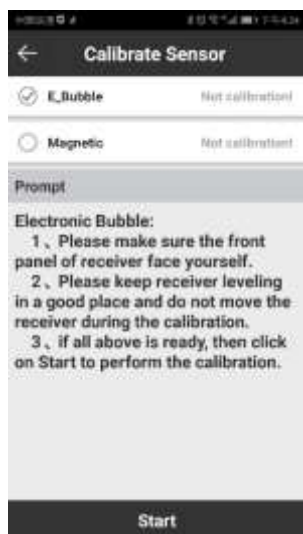 Calibrate Sensor
E_Bubble Not calibration!
Magnetic Not calibration!
Prompt
Electronic Bubble:
1、Please make sure the front
panel of receiver face yourself.
2、Please keep receiver leveling
in a good place and do not move the
receiver during the calibration.
3、if all above is ready, then click
on Start to perform the calibration.
Start